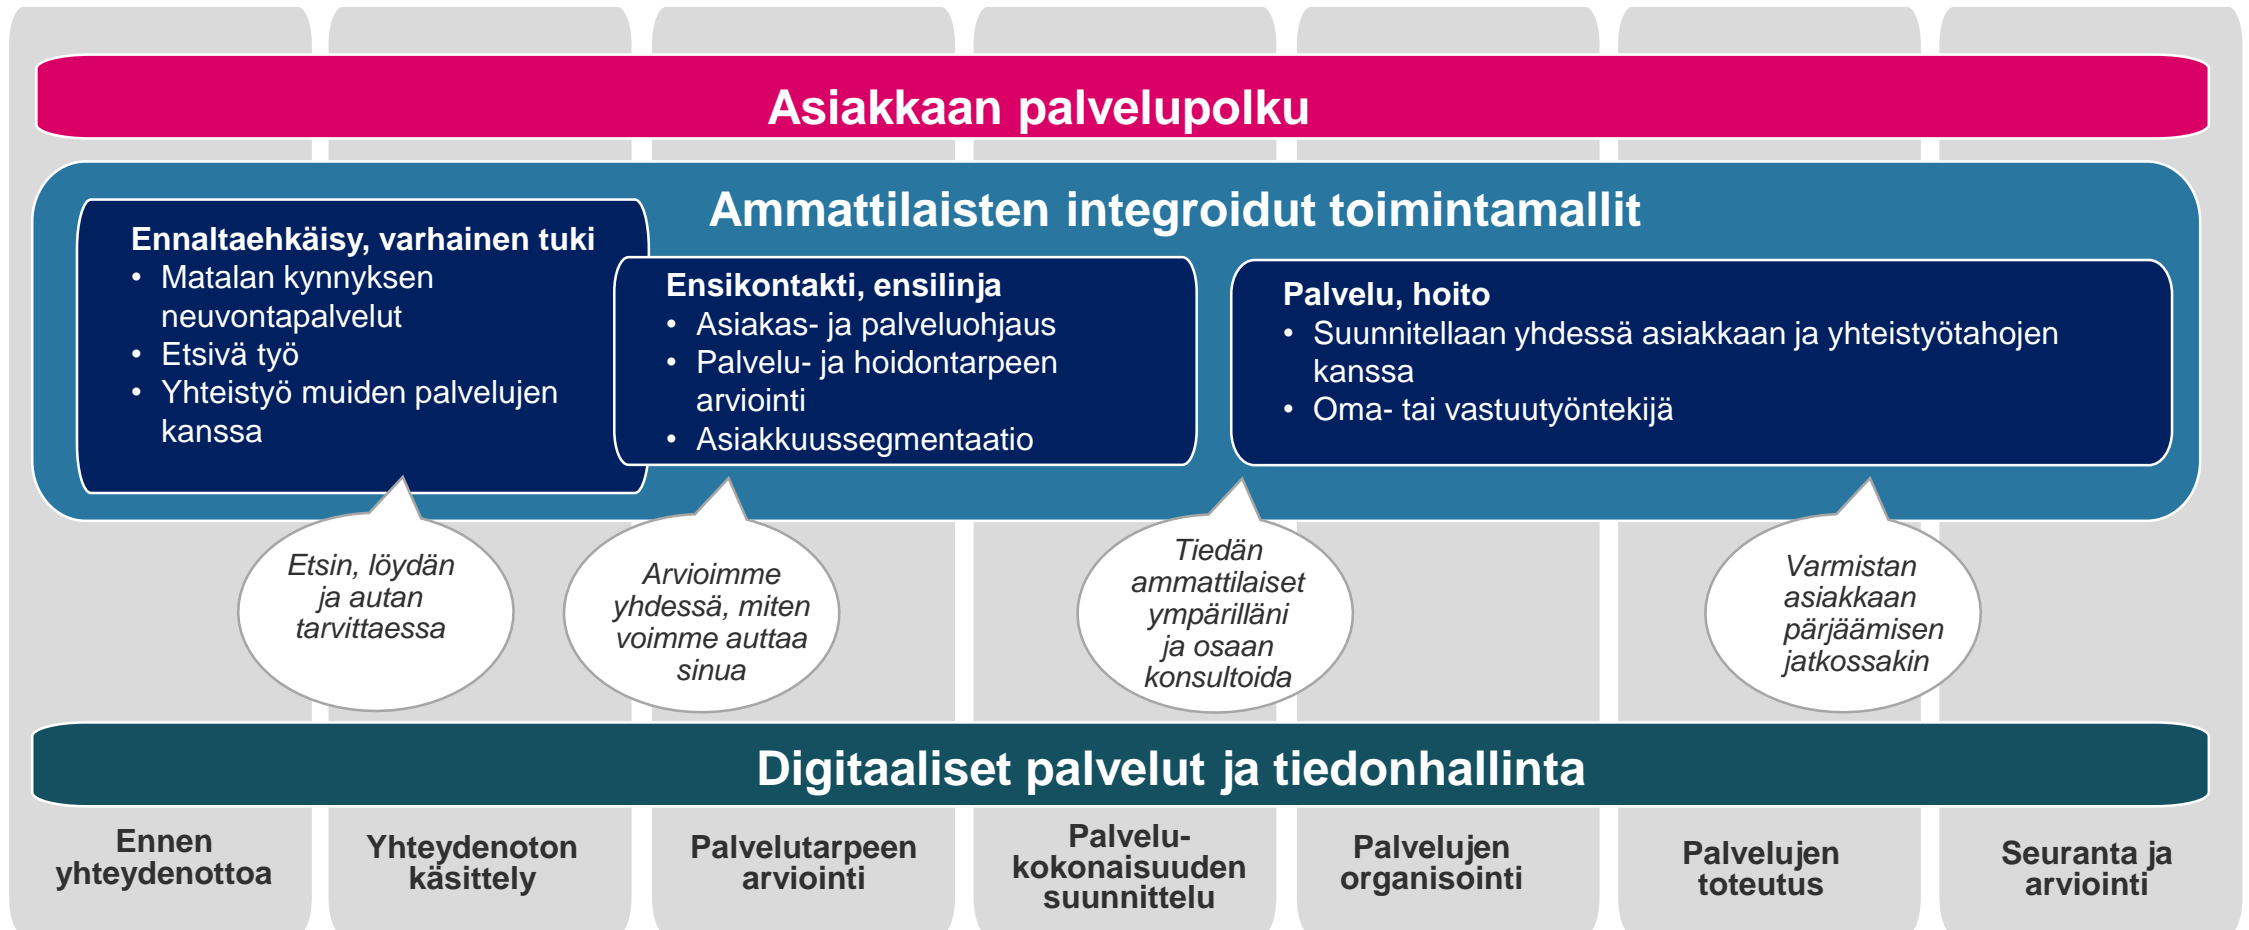 Asiakkaan palvelupolku
Ammattilaisten integroidut toimintamallit
Ennaltaehkäisy, varhainen tuki
• Matalan kynnyksen
neuvontapalvelut
• Etsivä työ
• Yhteistyö muiden palvelujen
kanssa
Ensikontakti, ensilinja
• Asiakas- ja palveluohjaus
• Palvelu- ja hoidontarpeen
arviointi
• Asiakkuussegmentaatio
Palvelu, hoito
• Suunnitellaan yhdessä asiakkaan ja yhteistyötahojen
kanssa
• Oma- tai vastuutyöntekijä
Etsin, löydän
ja autan
tarvittaessa
Arvioimme
yhdessä, miten
voimme auttaa
sinua
Tiedän
ammattilaiset
ympärilläni
ja osaan
konsultoida
Varmistan
asiakkaan
pärjäämisen
jatkossakin
Digitaaliset palvelut ja tiedonhallinta
Ennen
yhteydenottoa
Yhteydenoton
käsittely
Palvelutarpeen
arviointi
Palvelu-
kokonaisuuden
suunnittelu
Palvelujen
organisointi
Palvelujen
toteutus
Seuranta ja
arviointi